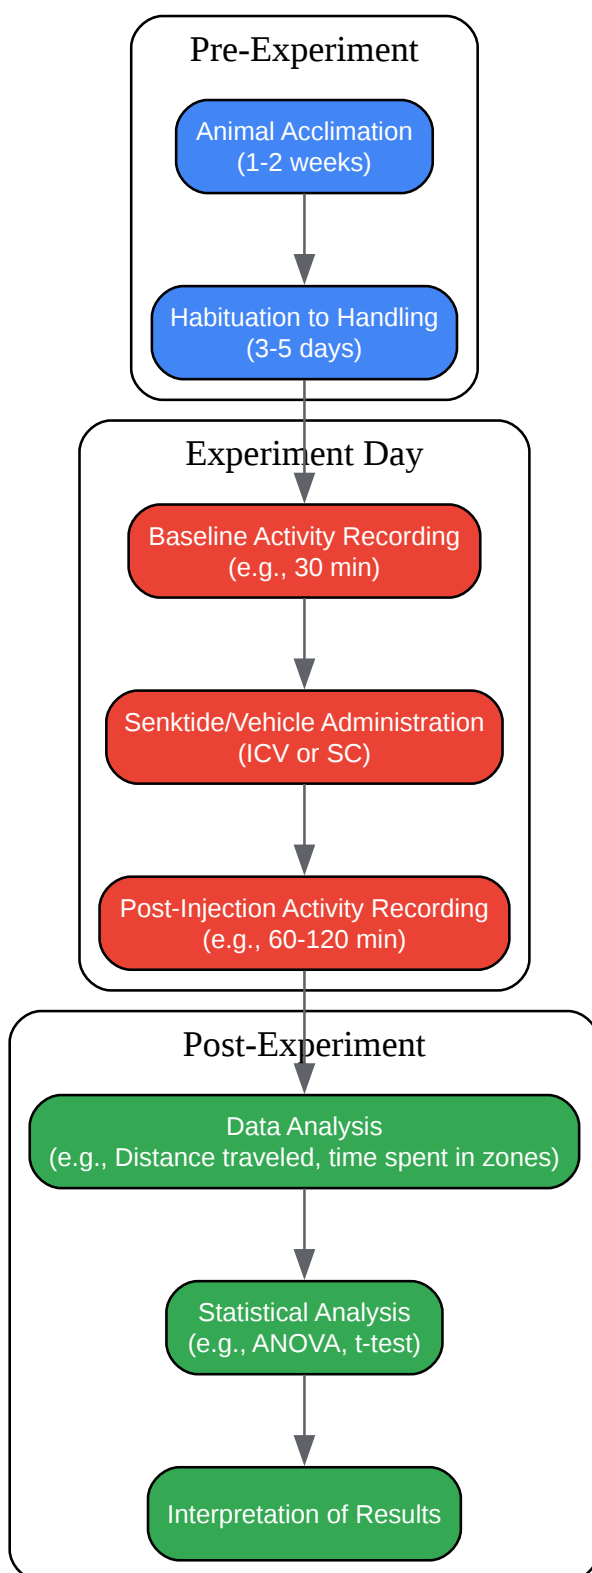 Pre-Experiment
Animal Acclimation
(1-2 weeks)
Habituation to Handling
(3-5 days)
Experiment Day
Baseline Activity Recording
(e.g., 30 min)
Senktide/Vehicle Administration
(ICV or SC)
Post-Injection Activity Recording
(e.g., 60-120 min)
Post-Experiment
Data Analysis
(e.g., Distance traveled, time spent in zones)
Statistical Analysis
(e.g., ANOVA, t-test)
Interpretation of Results